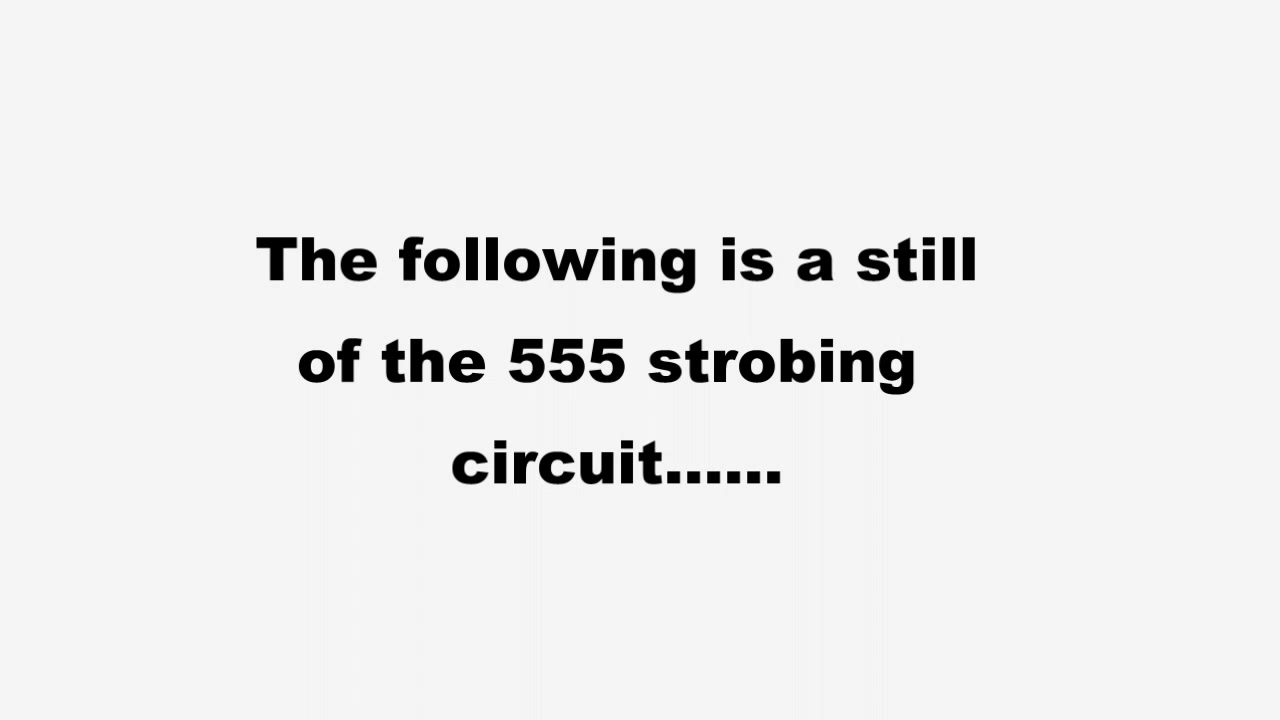 The following is a still
of the 555 strobing
circuit......